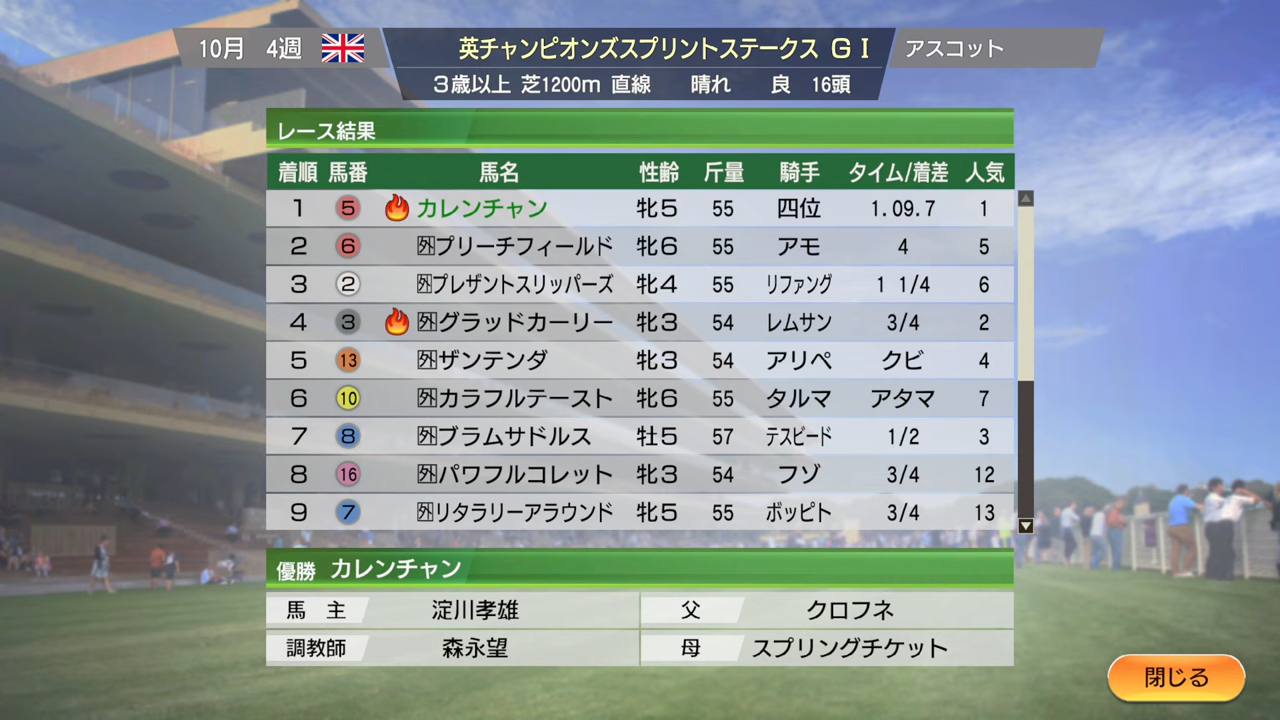 10月 4週 英チャンピオンズスプリントステークス GⅠ アスコット
3歳以上 芝1200m 直線 晴れ 良 16頭
レース結果
着順 馬番 馬名 性齢 斤量 騎手 タイム/着差 人気
1 5 カレンチャン 牝5 55 四位 1.09.7 1
2 6 外プリーチフィールド 牝6 55 アモ 4 5
3 2 外プレザントスリッパーズ 牝4 55 リファング 1 1/4 6
4 3 外グラッドカーリー 牝3 54 レムサン 3/4 2
5 13 外ザンテンダ 牝3 54 アリペ クビ 4
6 10 外カラフルテースト 牝6 55 タルマ アタマ 7
7 8 外ブラムサドルス 牡5 57 テスビード 1/2 3
8 16 外パワフルコレット 牝3 54 フゾ 3/4 12
9 7 外リタラリーアラウンド 牝5 55 ボッピト 3/4 13
優勝 カレンチャン
馬主 淀川孝雄 父 クロフネ
調教師 森永望 母 スプリングチケット
閉じる